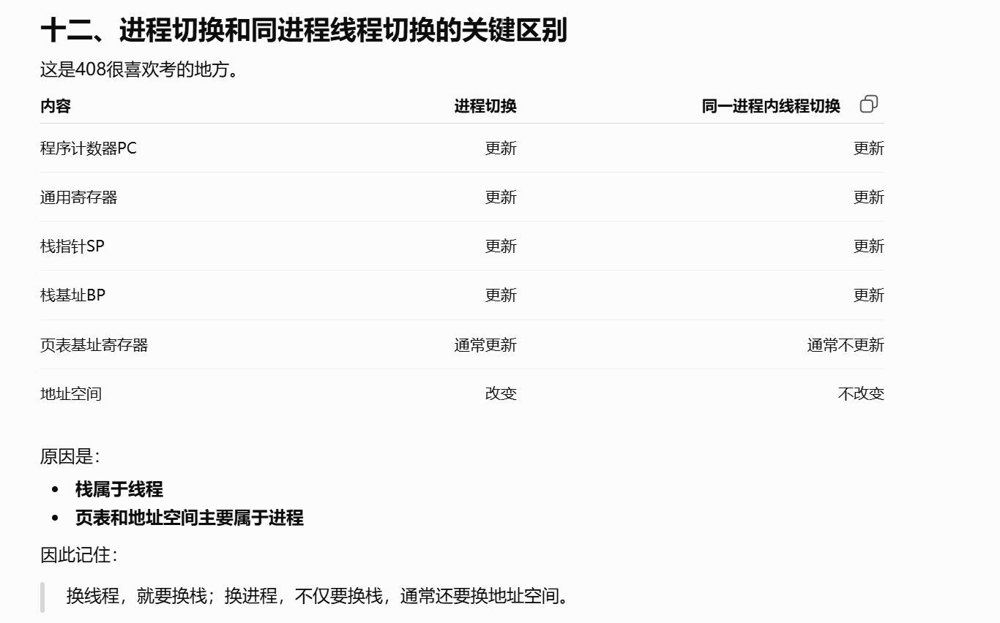 十二、进程切换和同进程线程切换的关键区别
这是408很喜欢考的地方。
内容 进程切换 同一进程内线程切换
程序计数器PC 更新 更新
通用寄存器 更新 更新
栈指针SP 更新 更新
栈基址BP 更新 更新
页表基址寄存器 通常更新 通常不更新
地址空间 改变 不改变
原因是：
• 栈属于线程
• 页表和地址空间主要属于进程
因此记住：
换线程，就要换栈；换进程，不仅要换栈，通常还要换地址空间。